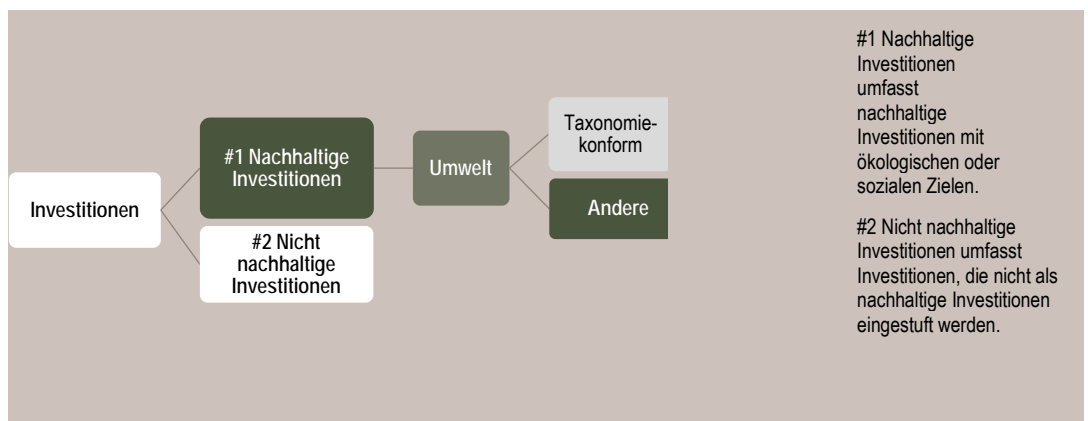 Investitionen
#1 Nachhaltige
Investitionen
#2 Nicht
nachhaltige
Investitionen
Umwelt
Taxonomie-
konform
Andere
#1 Nachhaltige
Investitionen
umfasst
nachhaltige
Investitionen mit
ökologischen oder
sozialen Zielen.
#2 Nicht nachhaltige
Investitionen umfasst
Investitionen, die nicht als
nachhaltige Investitionen
eingestuft werden.